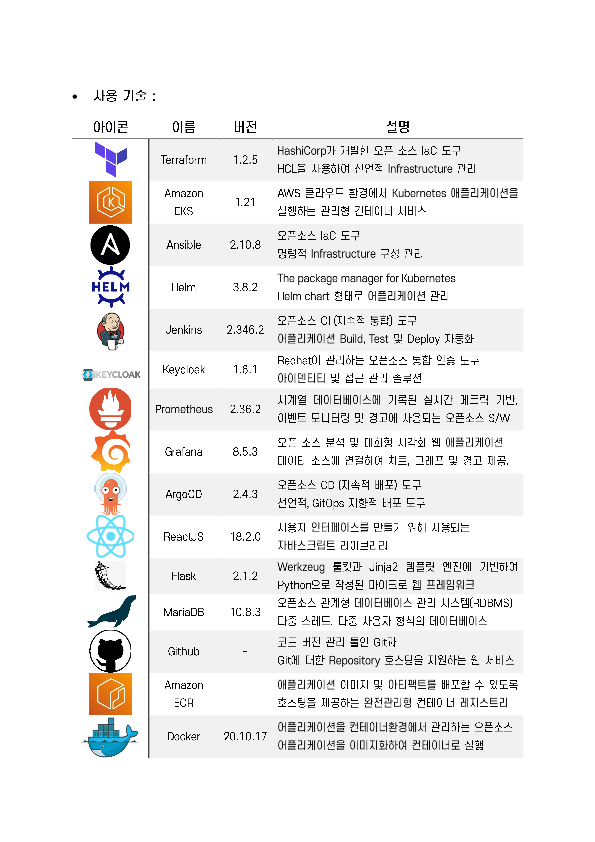 • 사용 기술 :
아이콘 이름 버전 설명
Terraform 1.2.5 HashiCorp가 개발한 오픈 소스 IaC 도구
HCL을 사용하여 선언적 Infrastructure 관리
Amazon EKS 1.21 AWS 클라우드 환경에서 Kubernetes 애플리케이션을
실행하는 관리형 컨테이너 서비스
Ansible 2.10.8 오픈소스 IaC 도구
명령적 Infrastructure 구성 관리
HELM Helm 3.8.2 The package manager for Kubernetes
Helm chart 형태로 어플리케이션 관리
Jenkins 2.346.2 오픈소스 CI (지속적 통합) 도구
어플리케이션 Build, Test 및 Deploy 자동화
KEYCLOAK Keycloak 1.8.1 Redhat이 관리하는 오픈소스 통합 인증 도구
아이덴티티 및 접근 관리 솔루션
Prometheus 2.36.2 시계열 데이터베이스에 기록된 실시간 메트릭 기반,
이벤트 모니터링 및 경고에 사용되는 오픈소스 S/W
Grafana 8.5.3 오픈 소스 분석 및 대화형 시각화 웹 애플리케이션
데이터 소스에 연결하여 차트, 그래프 및 경고 제공.
ArgoCD 2.4.3 오픈소스 CD (지속적 배포) 도구
선언적, GitOps 지향적 배포 도구
ReactJS 18.2.0 사용자 인터페이스를 만들기 위해 사용되는
자바스크립트 라이브러리
Flask 2.1.2 Werkzeug 툴킷과 Jinja2 템플릿 엔진에 기반하여
Python으로 작성된 마이크로 웹 프레임워크
MariaDB 10.8.3 오픈소스 관계형 데이터베이스 관리 시스템(RDBMS)
다중 스레드, 다중 사용자 형식의 데이터베이스
Github - 코드 버전 관리 툴인 Git과
Git에 대한 Repository 호스팅을 지원하는 웹 서비스
Amazon ECR 애플리케이션 이미지 및 아티팩트를 배포할 수 있도록
호스팅을 제공하는 완전관리형 컨테이너 레지스트리
Docker 20.10.17 어플리케이션을 컨테이너환경에서 관리하는 오픈소스
어플리케이션을 이미지화하여 컨테이너로 실행